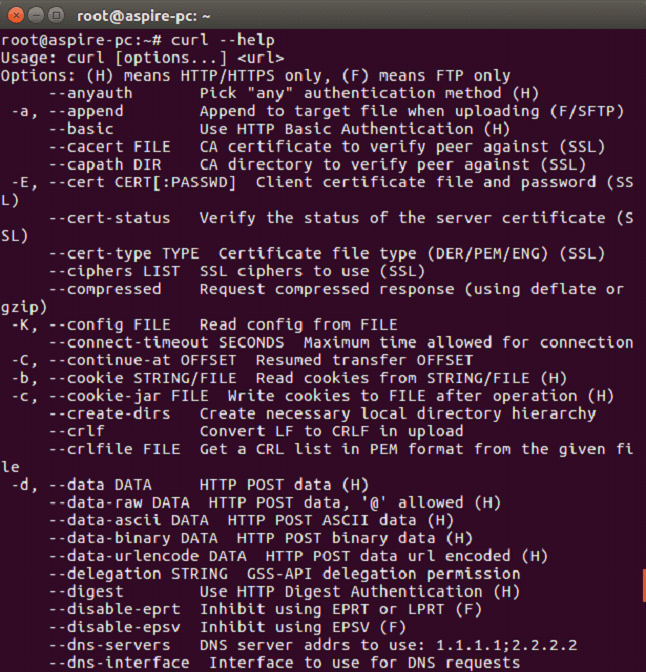 root@aspire-pc: ~
root@aspire-pc:~# curl --help
Usage: curl [options...] <url>
Options: (H) means HTTP/HTTPS only, (F) means FTP only
     --anyauth       Pick "any" authentication method (H)
 -a, --append        Append to target file when uploading (F/SFTP)
     --basic         Use HTTP Basic Authentication (H)
     --cacert FILE   CA certificate to verify peer against (SSL)
     --capath DIR    CA directory to verify peer against (SSL)
 -E, --cert CERT[:PASSWD]  Client certificate file and password (SS
L)
     --cert-status   Verify the status of the server certificate (S
SL)
     --cert-type TYPE  Certificate file type (DER/PEM/ENG) (SSL)
     --ciphers LIST  SSL ciphers to use (SSL)
     --compressed    Request compressed response (using deflate or
gzip)
 -K, --config FILE   Read config from FILE
     --connect-timeout SECONDS  Maximum time allowed for connection
 -C, --continue-at OFFSET  Resumed transfer OFFSET
 -b, --cookie STRING/FILE  Read cookies from STRING/FILE (H)
 -c, --cookie-jar FILE  Write cookies to FILE after operation (H)
     --create-dirs   Create necessary local directory hierarchy
     --crlf          Convert LF to CRLF in upload
     --crlfile FILE  Get a CRL list in PEM format from the given fi
le
 -d, --data DATA     HTTP POST data (H)
     --data-raw DATA  HTTP POST data, '@' allowed (H)
     --data-ascii DATA  HTTP POST ASCII data (H)
     --data-binary DATA  HTTP POST binary data (H)
     --data-urlencode DATA  HTTP POST data url encoded (H)
     --delegation STRING  GSS-API delegation permission
     --digest        Use HTTP Digest Authentication (H)
     --disable-eprt  Inhibit using EPRT or LPRT (F)
     --disable-epsv  Inhibit using EPSV (F)
     --dns-servers   DNS server addrs to use: 1.1.1.1;2.2.2.2
     --dns-interface  Interface to use for DNS requests